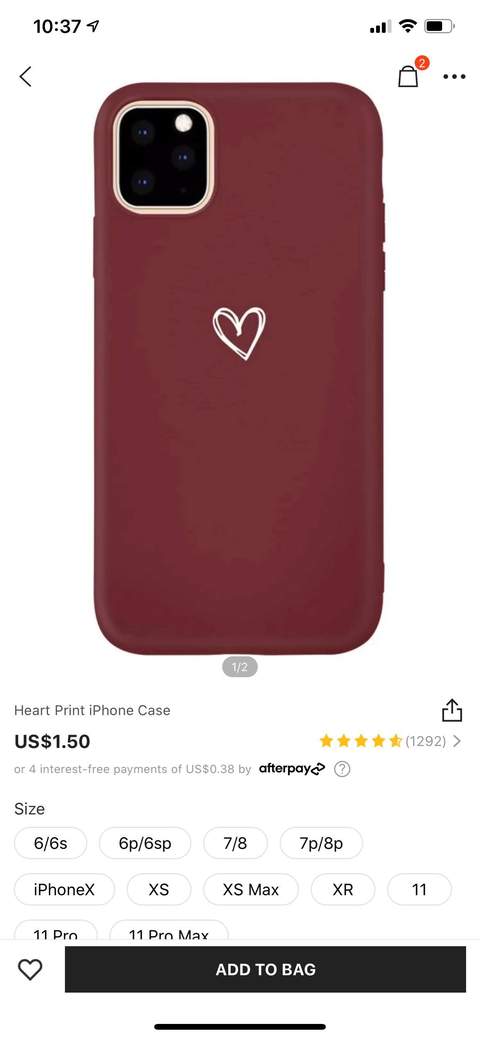 10:37
2
1/2
Heart Print iPhone Case
US$1.50
(1292)
or 4 interest-free payments of US$0.38 by afterpay ?
Size
6/6s 6p/6sp 7/8 7p/8p
iPhoneX XS XS Max XR 11
11 Pro 11 Pro Max
ADD TO BAG